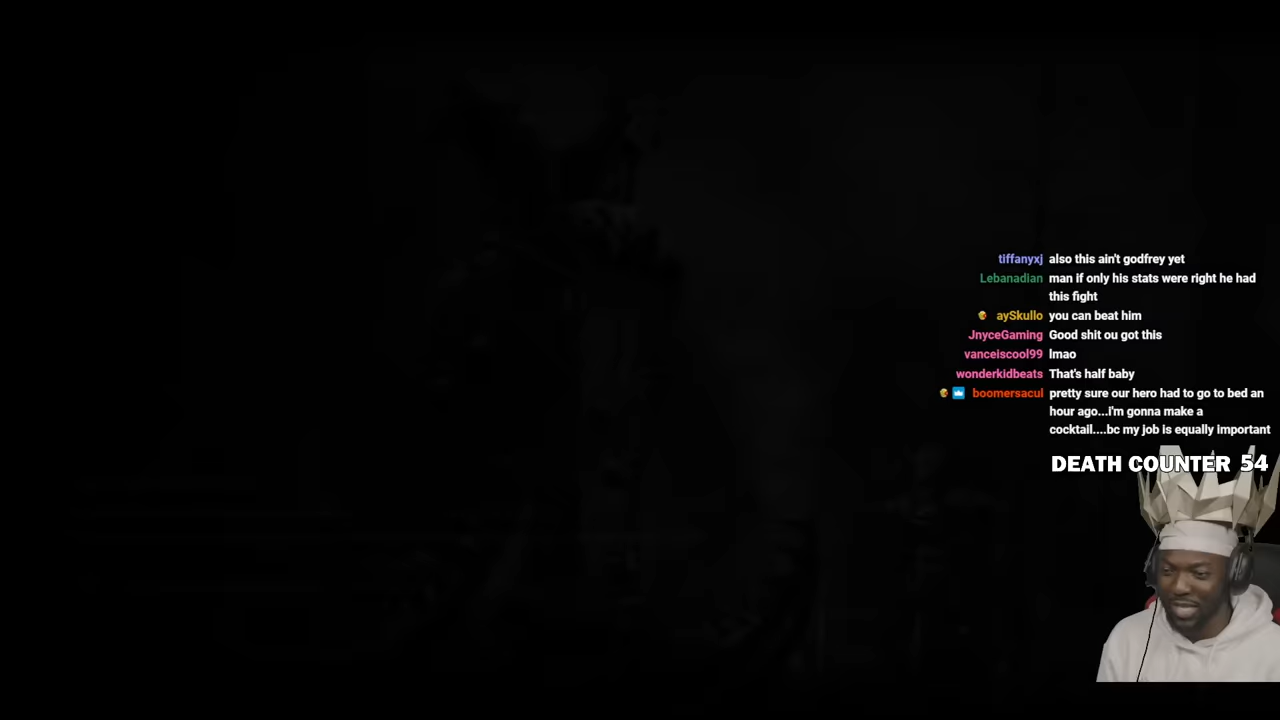 tiffanyxj also this ain't godfrey yet
Lebanadian man if only his stats were right he had
this fight
aySkullo you can beat him
JnyceGaming Good shit ou got this
vanceiscool99 lmao
wonderkidbeats That's half baby
boomersacul pretty sure our hero had to go to bed an
hour ago...I'm gonna make a
cocktail....bc my job is equally important
DEATH COUNTER 54